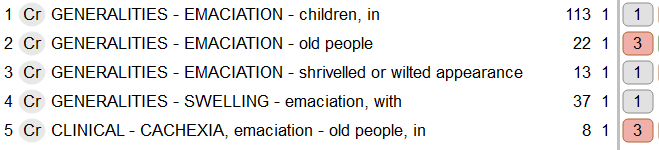 1 Cr GENERALITIES - EMACIATION - children, in 113 1 1
2 Cr GENERALITIES - EMACIATION - old people 22 1 3
3 Cr GENERALITIES - EMACIATION - shrivelled or wilted appearance 13 1 1
4 Cr GENERALITIES - SWELLING - emaciation, with 37 1 1
5 Cr CLINICAL - CACHEXIA, emaciation - old people, in 8 1 3